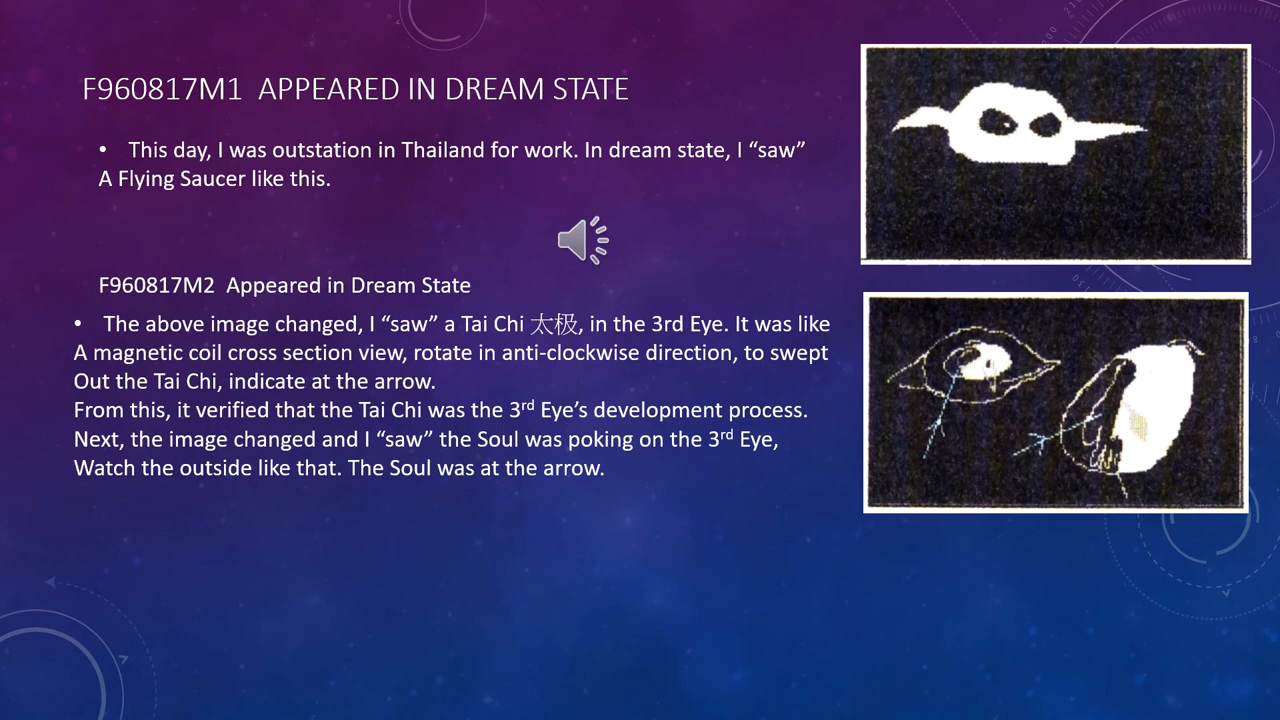 F960817M1 APPEARED IN DREAM STATE
• This day, I was outstation in Thailand for work. In dream state, I “saw”
A Flying Saucer like this.
F960817M2 Appeared in Dream State
• The above image changed, I “saw” a Tai Chi 太极, in the 3rd Eye. It was like
A magnetic coil cross section view, rotate in anti-clockwise direction, to swept
Out the Tai Chi, indicate at the arrow.
From this, it verified that the Tai Chi was the 3rd Eye’s development process.
Next, the image changed and I “saw” the Soul was poking on the 3rd Eye,
Watch the outside like that. The Soul was at the arrow.